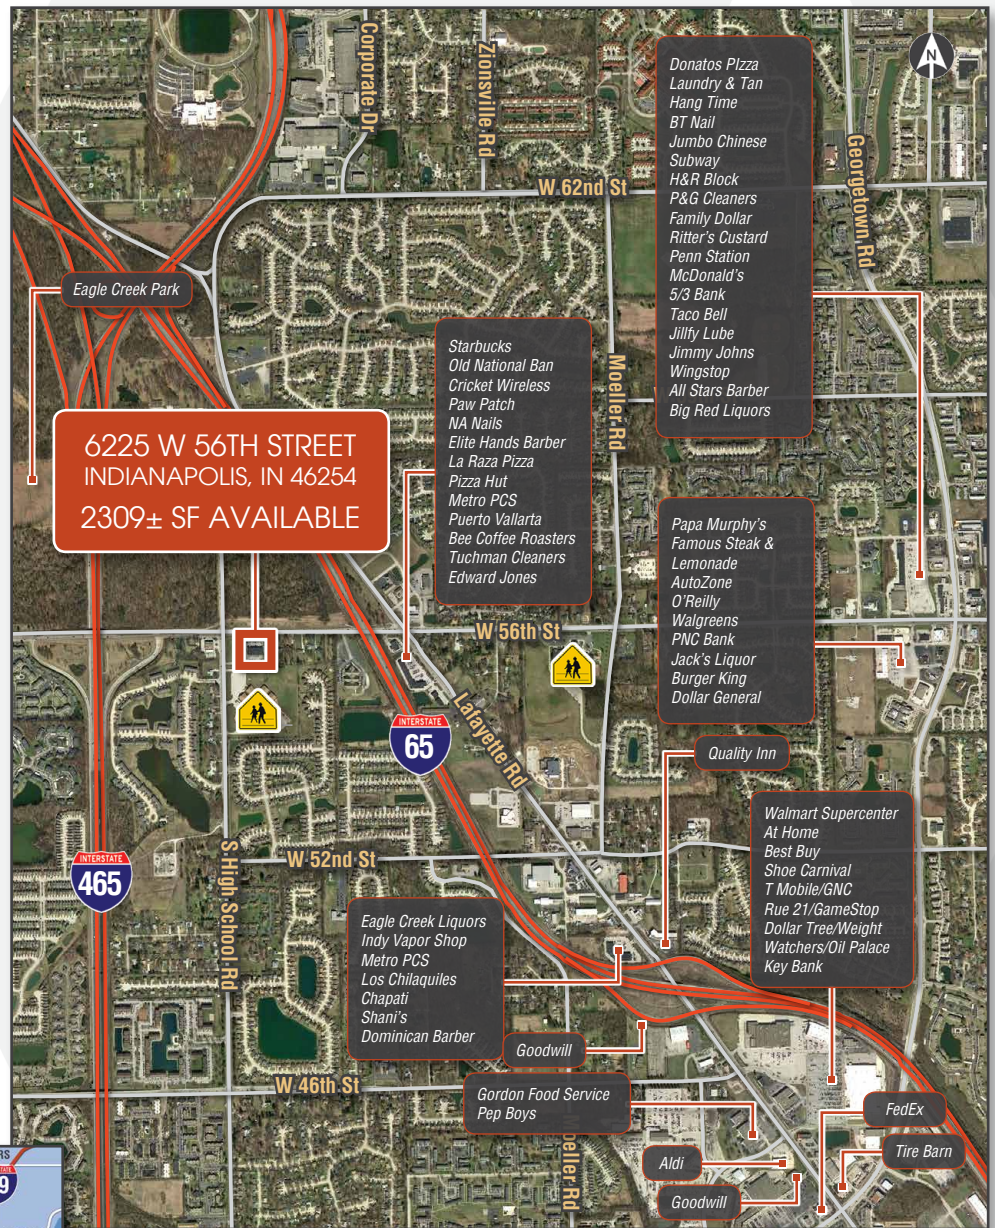 Corporate Dr
Zionsville Rd
N
Donatos PIzza
Laundry & Tan
Hang Time
BT Nail
Jumbo Chinese
Subway
H&R Block
P&G Cleaners
Family Dollar
Ritter's Custard
Penn Station
McDonald's
5/3 Bank
Taco Bell
Jillfy Lube
Jimmy Johns
Wingstop
All Stars Barber
Big Red Liquors
Georgetown Rd
W 62nd St
Eagle Creek Park
Starbucks
Old National Ban
Cricket Wireless
Paw Patch
NA Nails
Elite Hands Barber
La Raza Pizza
Pizza Hut
Metro PCS
Puerto Vallarta
Bee Coffee Roasters
Tuchman Cleaners
Edward Jones
Moeller Rd
6225 W 56TH STREET
INDIANAPOLIS, IN 46254
2309± SF AVAILABLE
Papa Murphy's
Famous Steak &
Lemonade
AutoZone
O'Reilly
Walgreens
PNC Bank
Jack's Liquor
Burger King
Dollar General
W 56th St
INTERSTATE
65
Lafayette Rd
Quality Inn
Walmart Supercenter
At Home
Best Buy
Shoe Carnival
T Mobile/GNC
Rue 21/GameStop
Dollar Tree/Weight
Watchers/Oil Palace
Key Bank
INTERSTATE
465
S High School Rd
W 52nd St
Eagle Creek Liquors
Indy Vapor Shop
Metro PCS
Los Chilaquiles
Chapati
Shani's
Dominican Barber
Goodwill
W 46th St
Gordon Food Service
Pep Boys
Moeller Rd
FedEx
Tire Barn
Aldi
Goodwill
RS
9